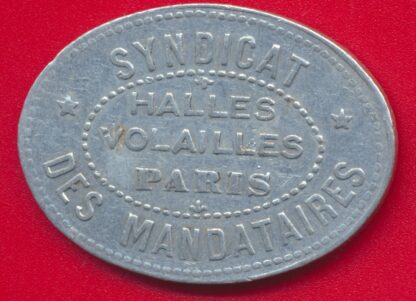 SYNDICAT
HALLES
VOLAILLES
PARIS
DES MANDATAIRES